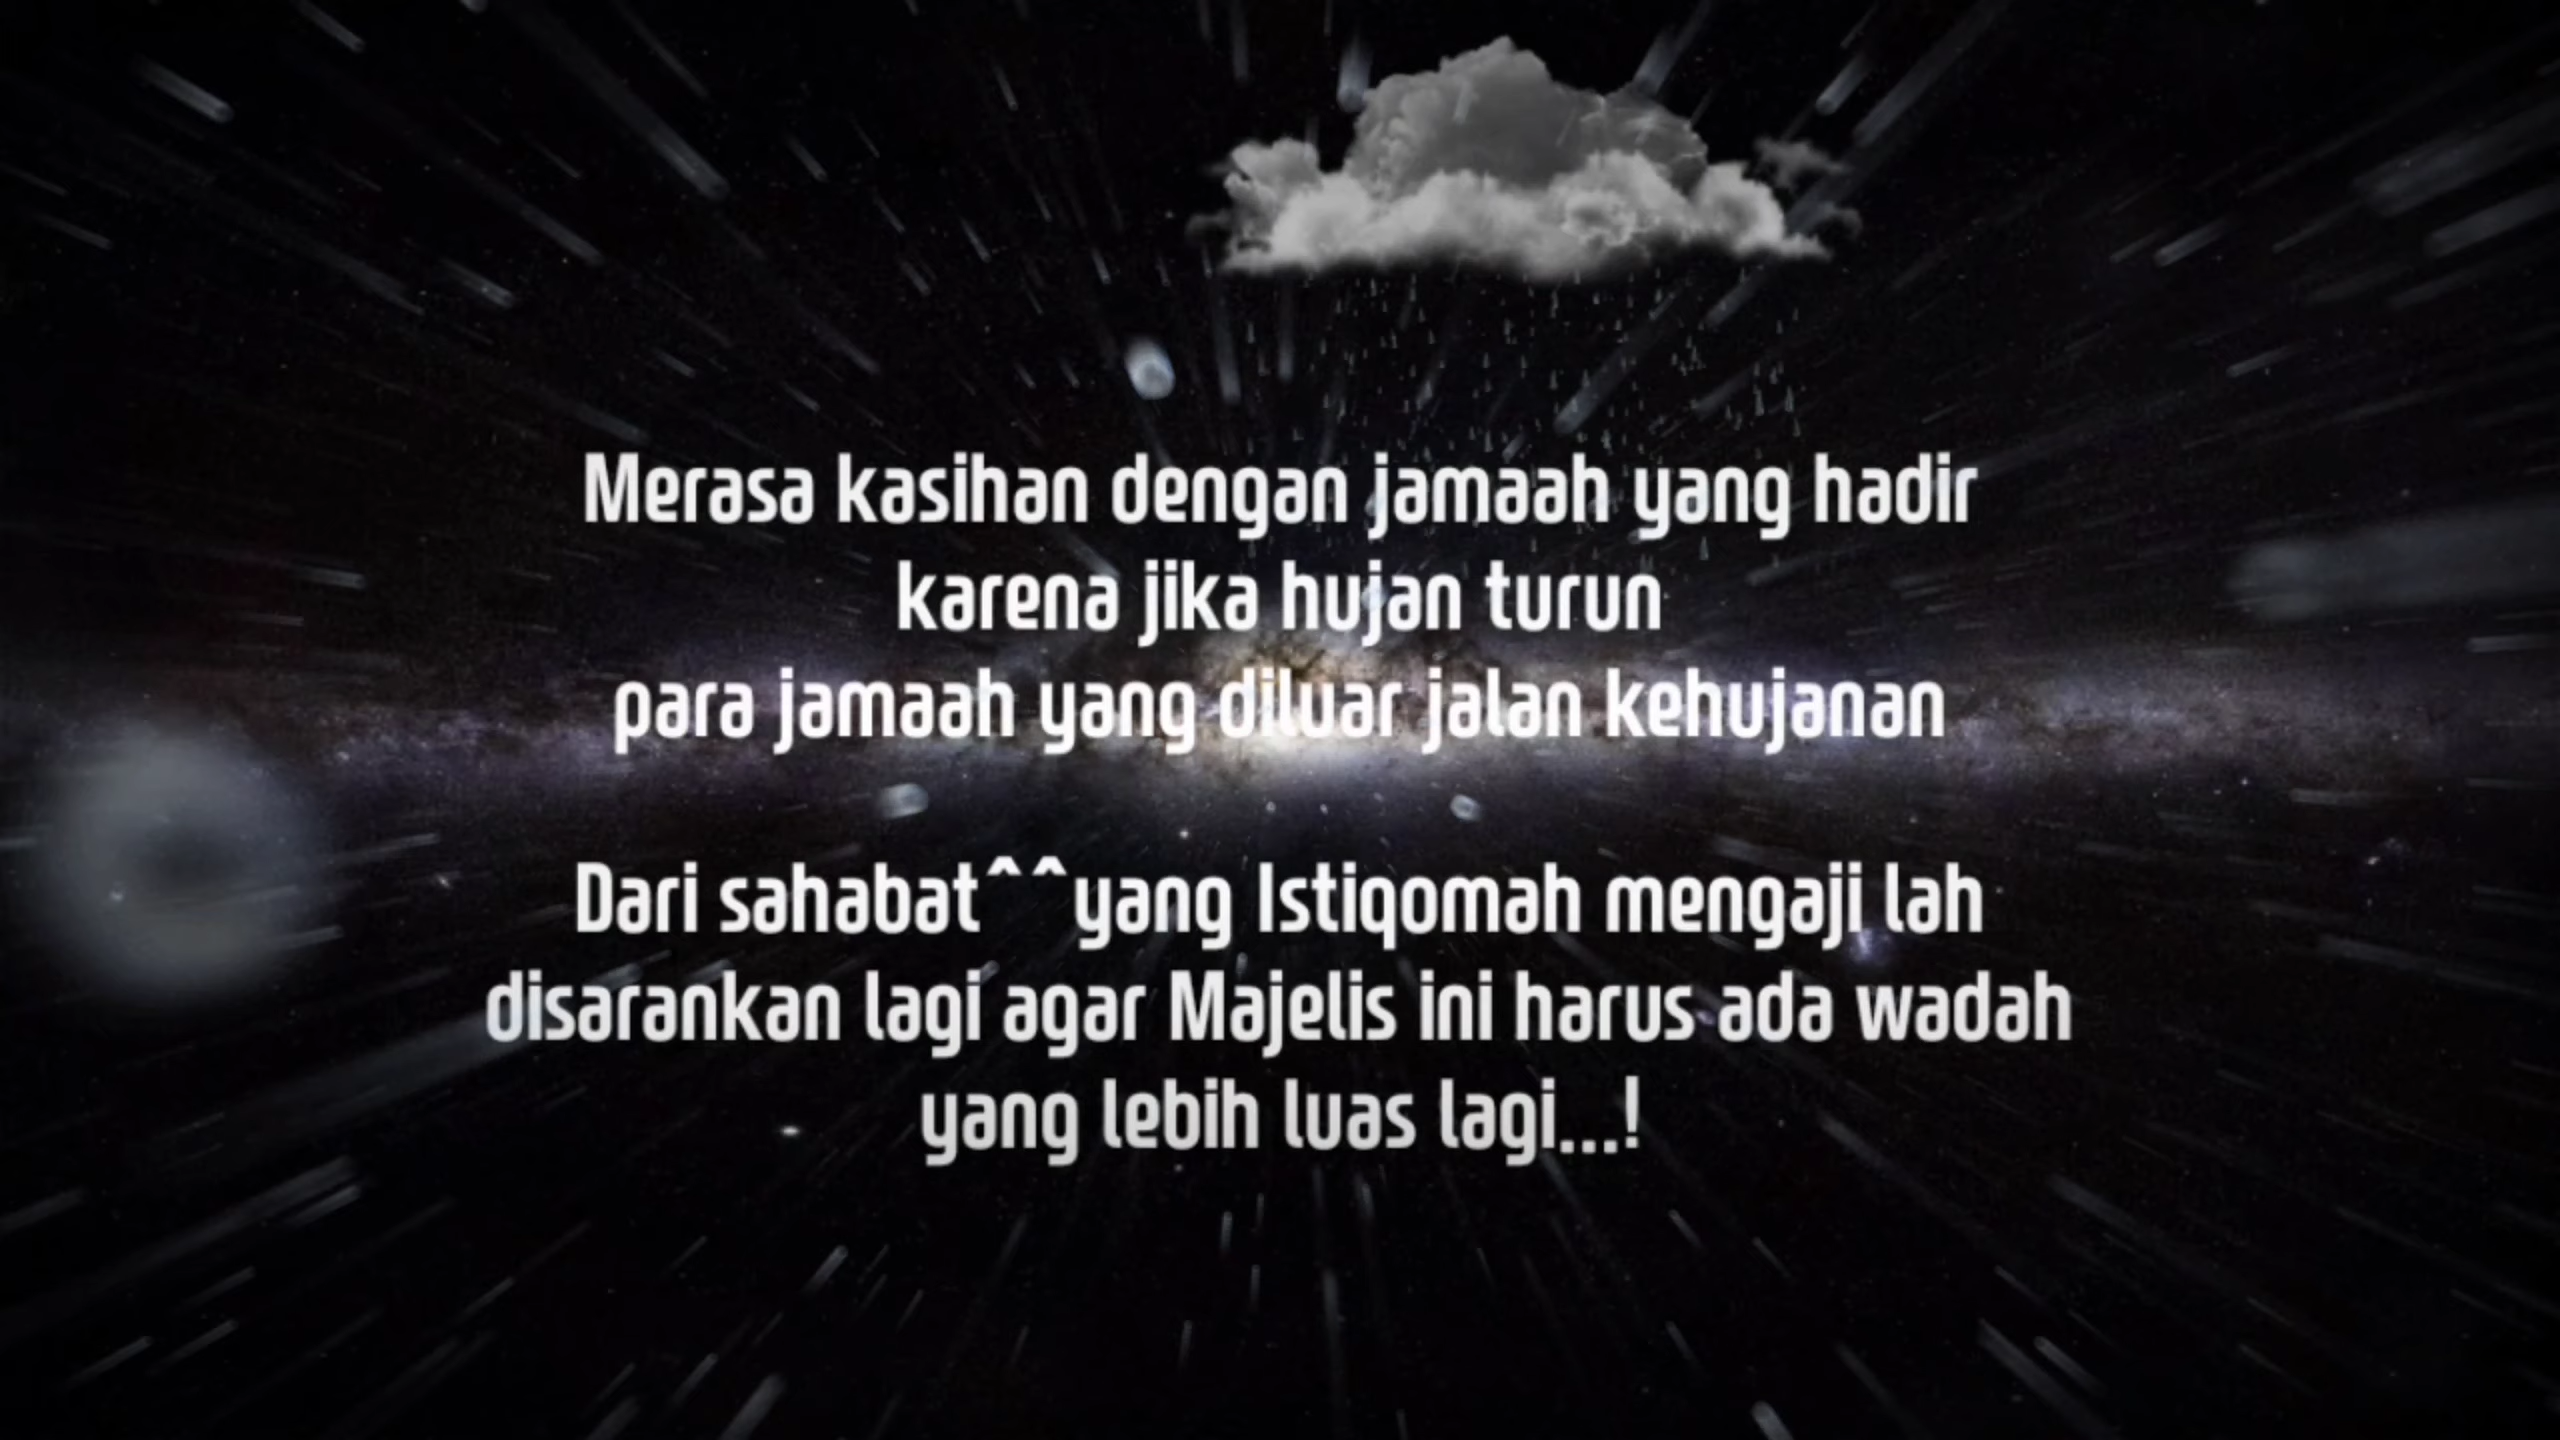 Merasa kasihan dengan jamaah yang hadir
karena jika hujan turun
para jamaah yang diluar jalan kehujanan
Dari sahabat^^yang Istiqomah mengaji lah
disarankan lagi agar Majelis ini harus ada wadah
yang lebih luas lagi...!